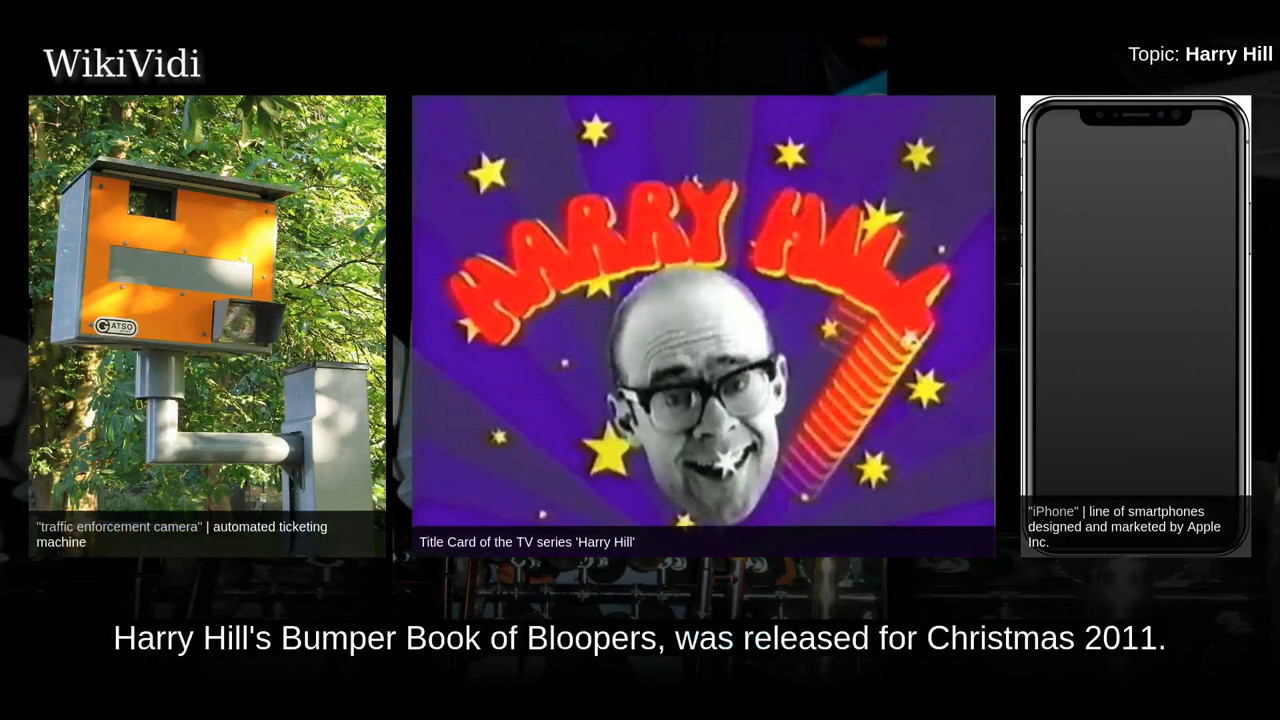 WikiVidi
Topic: Harry Hill
GATSO
"traffic enforcement camera" | automated ticketing
machine
HARRY HILL
Title Card of the TV series 'Harry Hill'
"iPhone" | line of smartphones
designed and marketed by Apple
Inc.
Harry Hill's Bumper Book of Bloopers, was released for Christmas 2011.